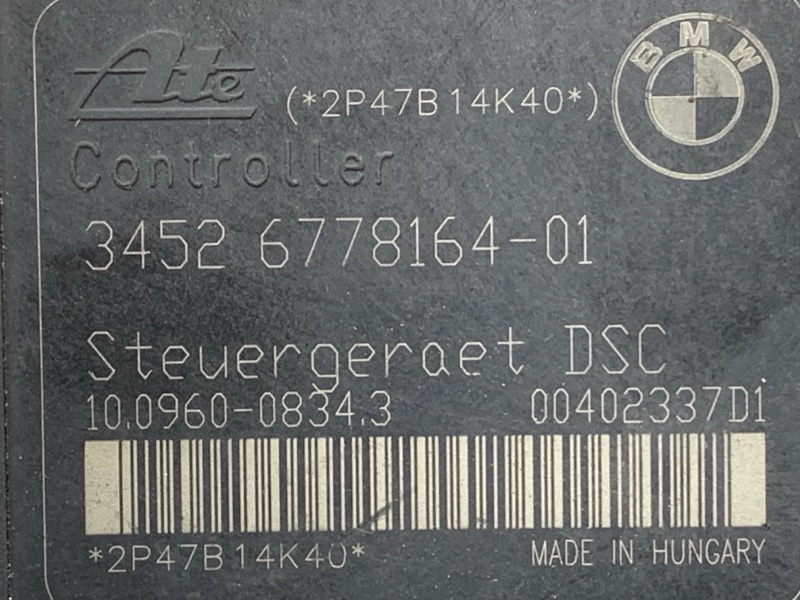 Ate
(*2P47B14K40*)
BMW
Controller
3452 6778164-01
Steuergeraet DSC
10.0960-0834.3 00402337D1
*2P47B14K40*
MADE IN HUNGARY